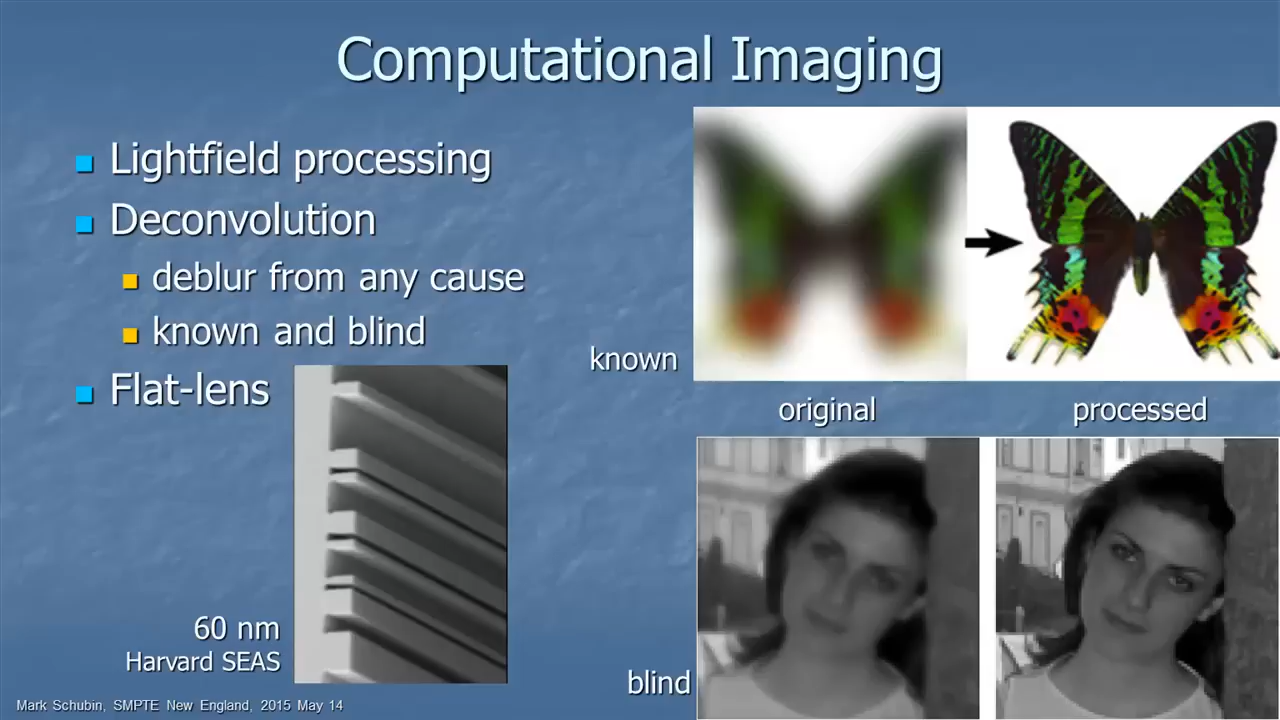 Computational Imaging
Lightfield processing
Deconvolution
deblur from any cause
known and blind
Flat-lens
60 nm
Harvard SEAS
known
original
processed
blind
Mark Schubin, SMPTE New England, 2015 May 14